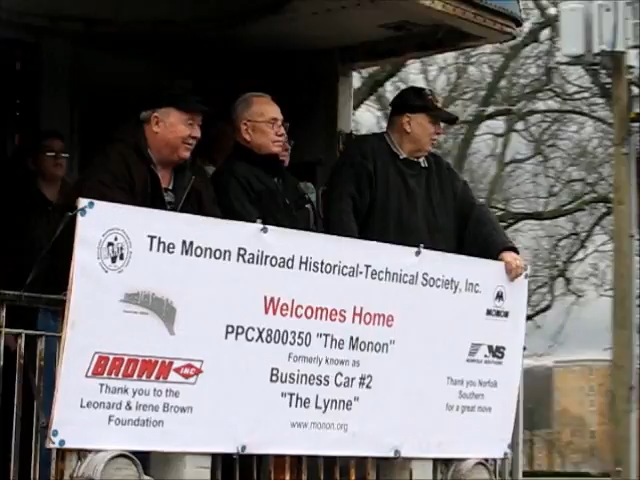 The Monon Railroad Historical-Technical Society, Inc.
Welcomes Home
MONON
PPCX800350 "The Monon"
Formerly known as
BROWN INC
NS
NORFOLK SOUTHERN
Business Car #2
Thank you to the
Leonard & Irene Brown
Foundation
"The Lynne"
Thank you Norfolk
Southern
for a great move
www.monon.org